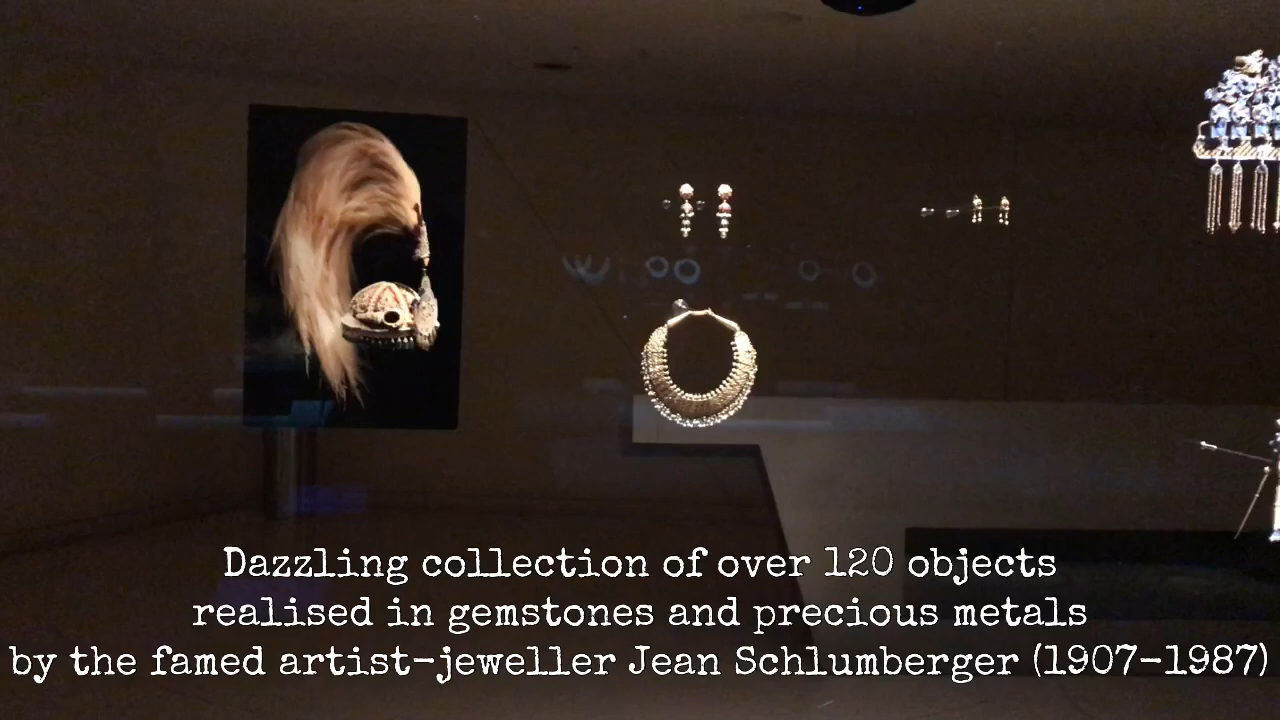 Dazzling collection of over 120 objects
realised in gemstones and precious metals
by the famed artist-jeweller Jean Schlumberger (1907-1987)